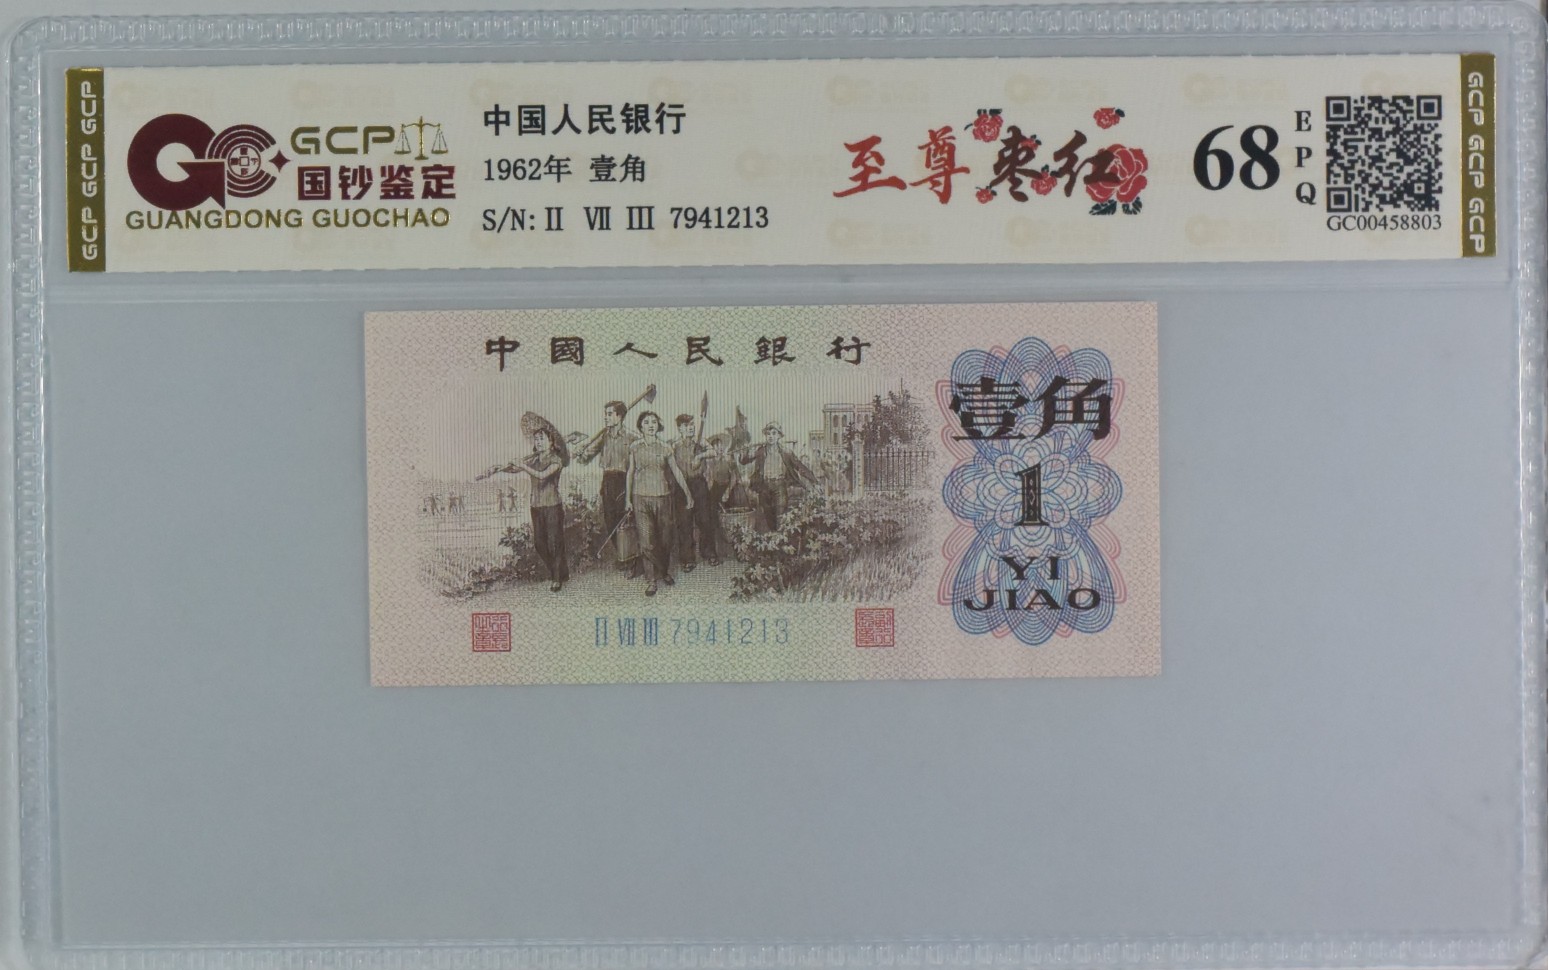 GCP GCP GCP
GCP
国钞鉴定
GUANGDONG GUOCHAO
中国人民银行
1962年 壹角
S/N: II VII III 7941213
至尊枣红
68
EPQ
GC00458803
GCP GCP GCP
中國人民銀行
壹角
1
YI
JIAO
II VII III 7941213